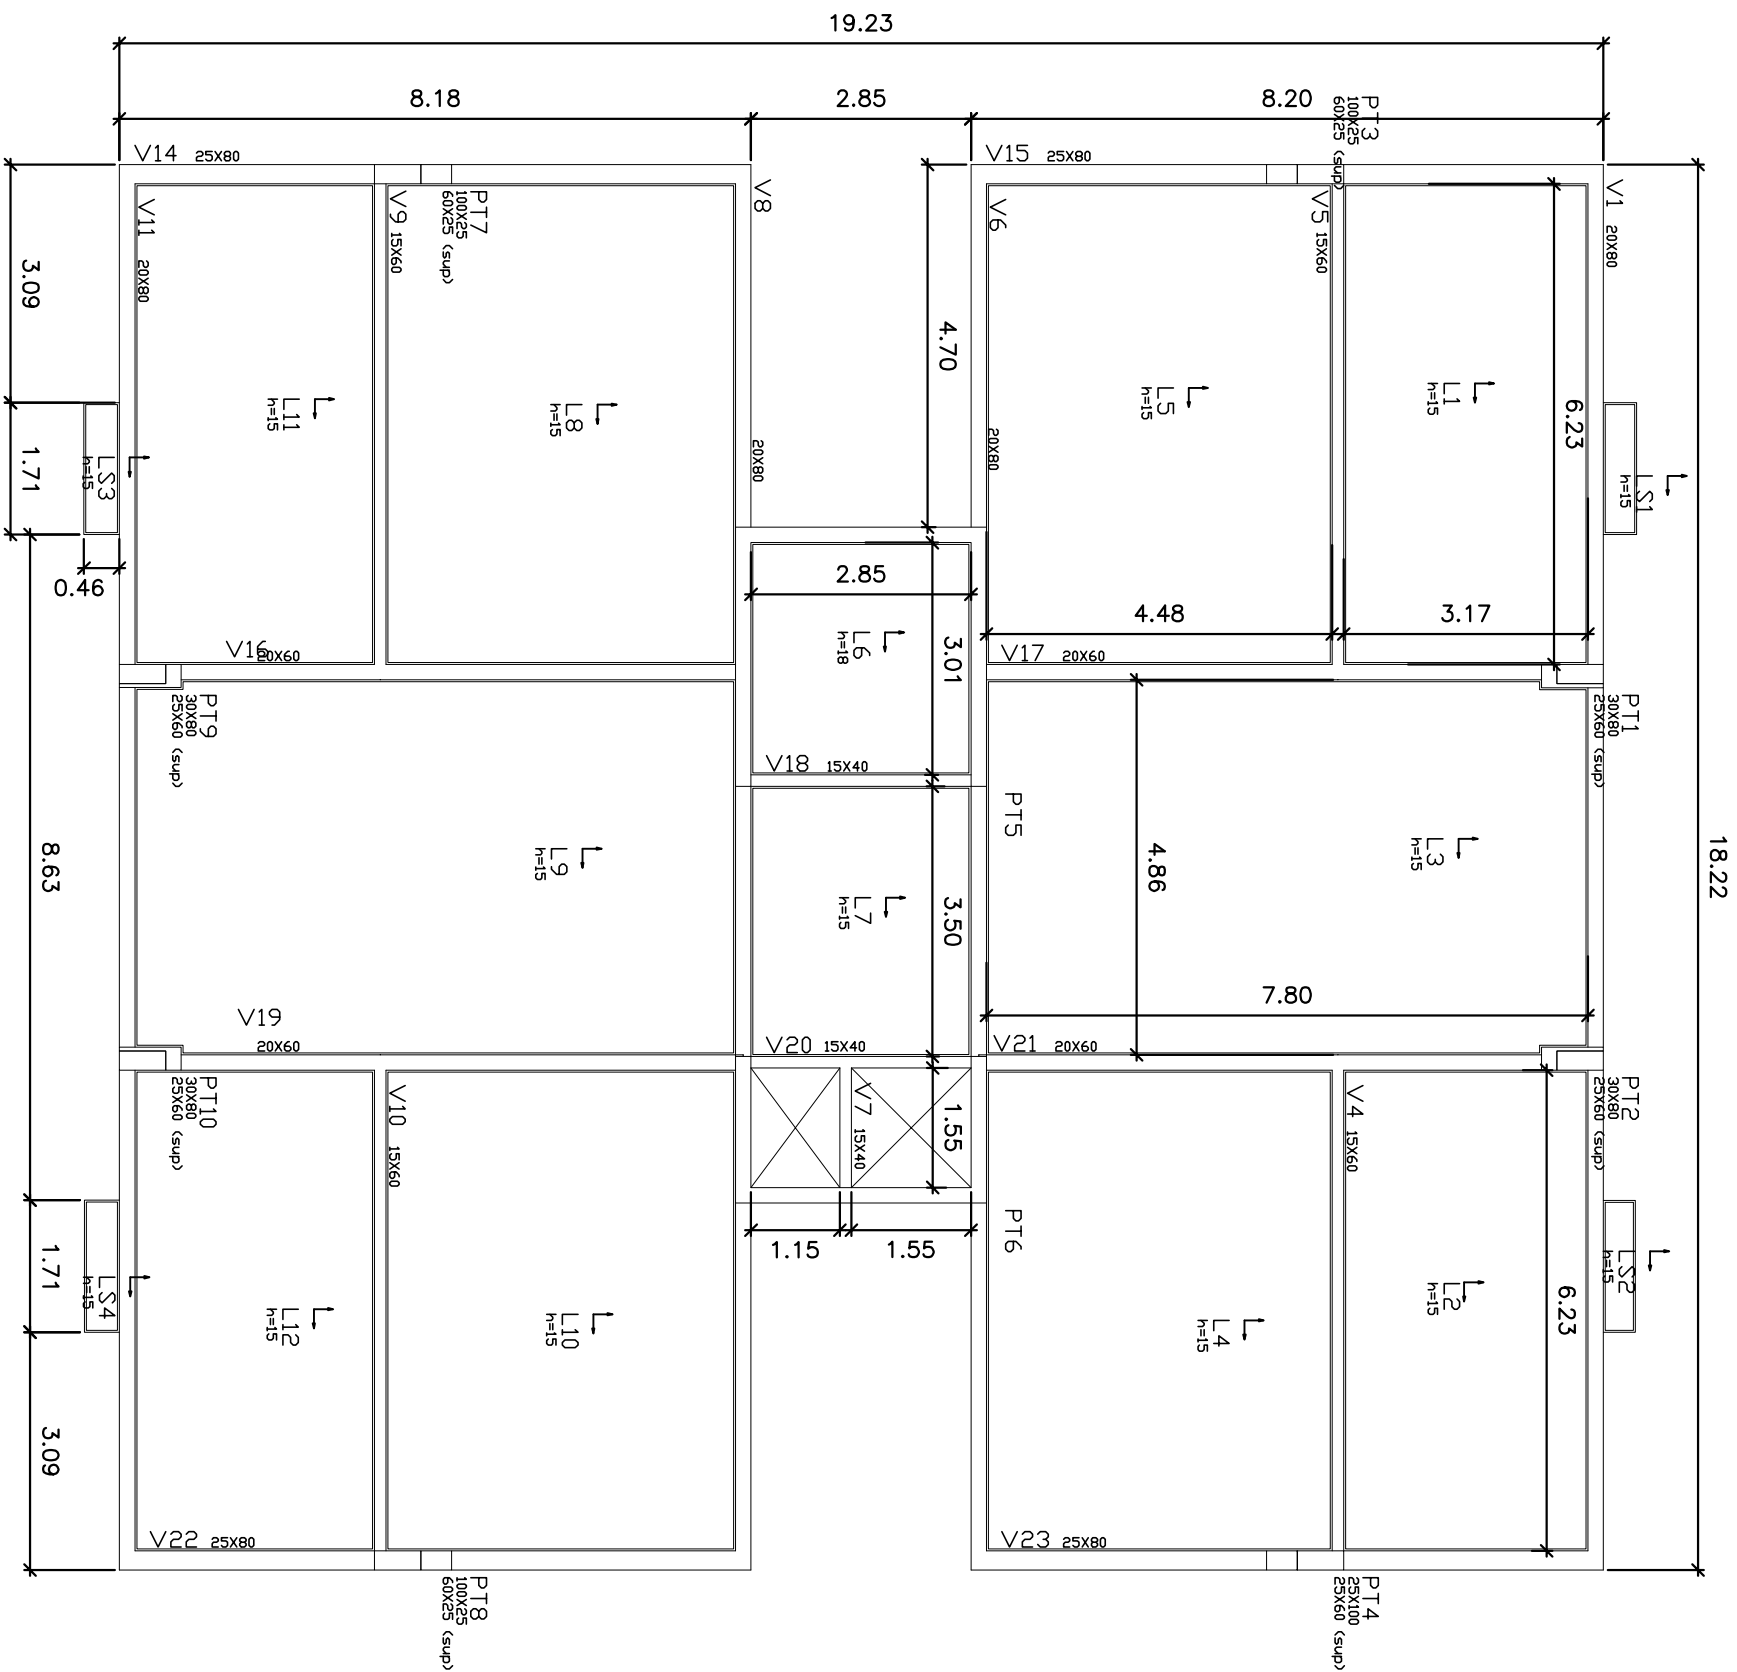 19.23
8.18
2.85
8.20
PT3
100X25
60X25 (sup)
V14 25X80
V15 25X80
V8
20X80
V1 20X80
V11
20X80
V9 15X60
PT7
100X25
60X25 (sup)
V6
20X80
V5 15X60
3.09
4.70
6.23
L11
h=15
L8
h=15
L5
h=15
L1
h=15
1.71
LS3
h=15
LS1
h=15
0.46
2.85
4.48
3.17
L6
h=18
3.01
V16
20X60
V17 20X60
PT9
30X80
25X60 (sup)
PT1
30X80
25X60 (sup)
V18 15X40
PT5
8.63
L9
h=15
L7
h=15
3.50
4.86
L3
h=15
18.22
7.80
V19
20X60
V20 15X40
V21 20X60
PT10
30X80
25X60 (sup)
V10
15X60
V7 15X40
1.55
V4 15X60
PT2
30X80
25X60 (sup)
1.15
1.55
PT6
1.71
LS4
h=15
L12
h=15
L10
h=15
L4
h=15
L2
h=15
6.23
LS2
h=15
3.09
V22 25X80
V23 25X80
PT8
100X25
60X25 (sup)
PT4
25X100
25X60 (sup)